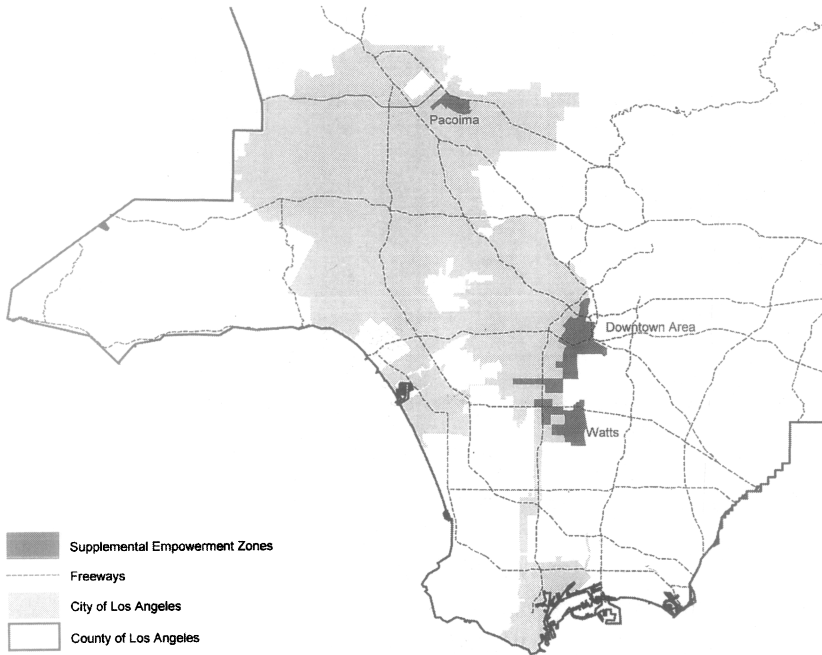 Pacoima
Downtown Area
Watts
Supplemental Empowerment Zones
Freeways
City of Los Angeles
County of Los Angeles